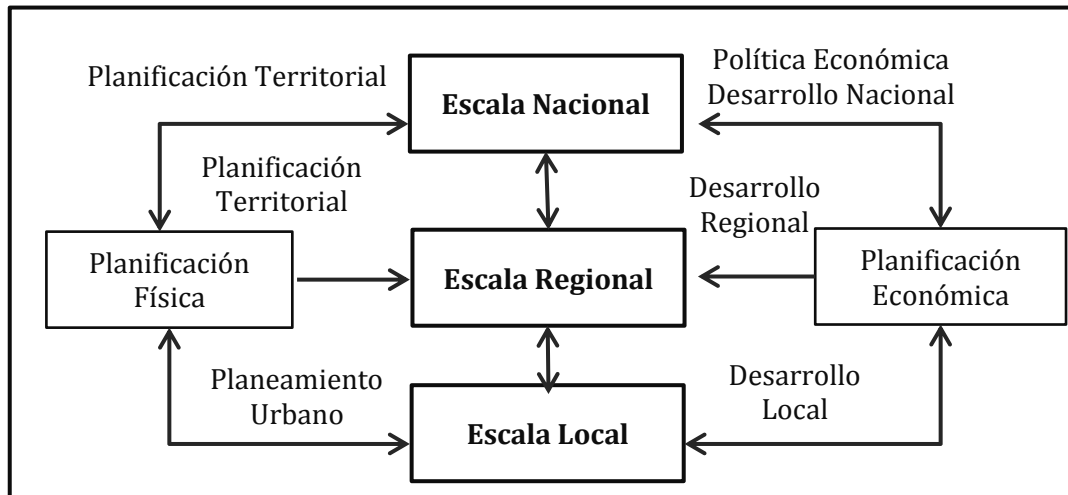 Planificación Territorial
Escala Nacional
Política Económica
Desarrollo Nacional
Planificación
Territorial
Desarrollo
Regional
Planificación
Física
Escala Regional
Planificación
Económica
Planeamiento
Urbano
Escala Local
Desarrollo
Local